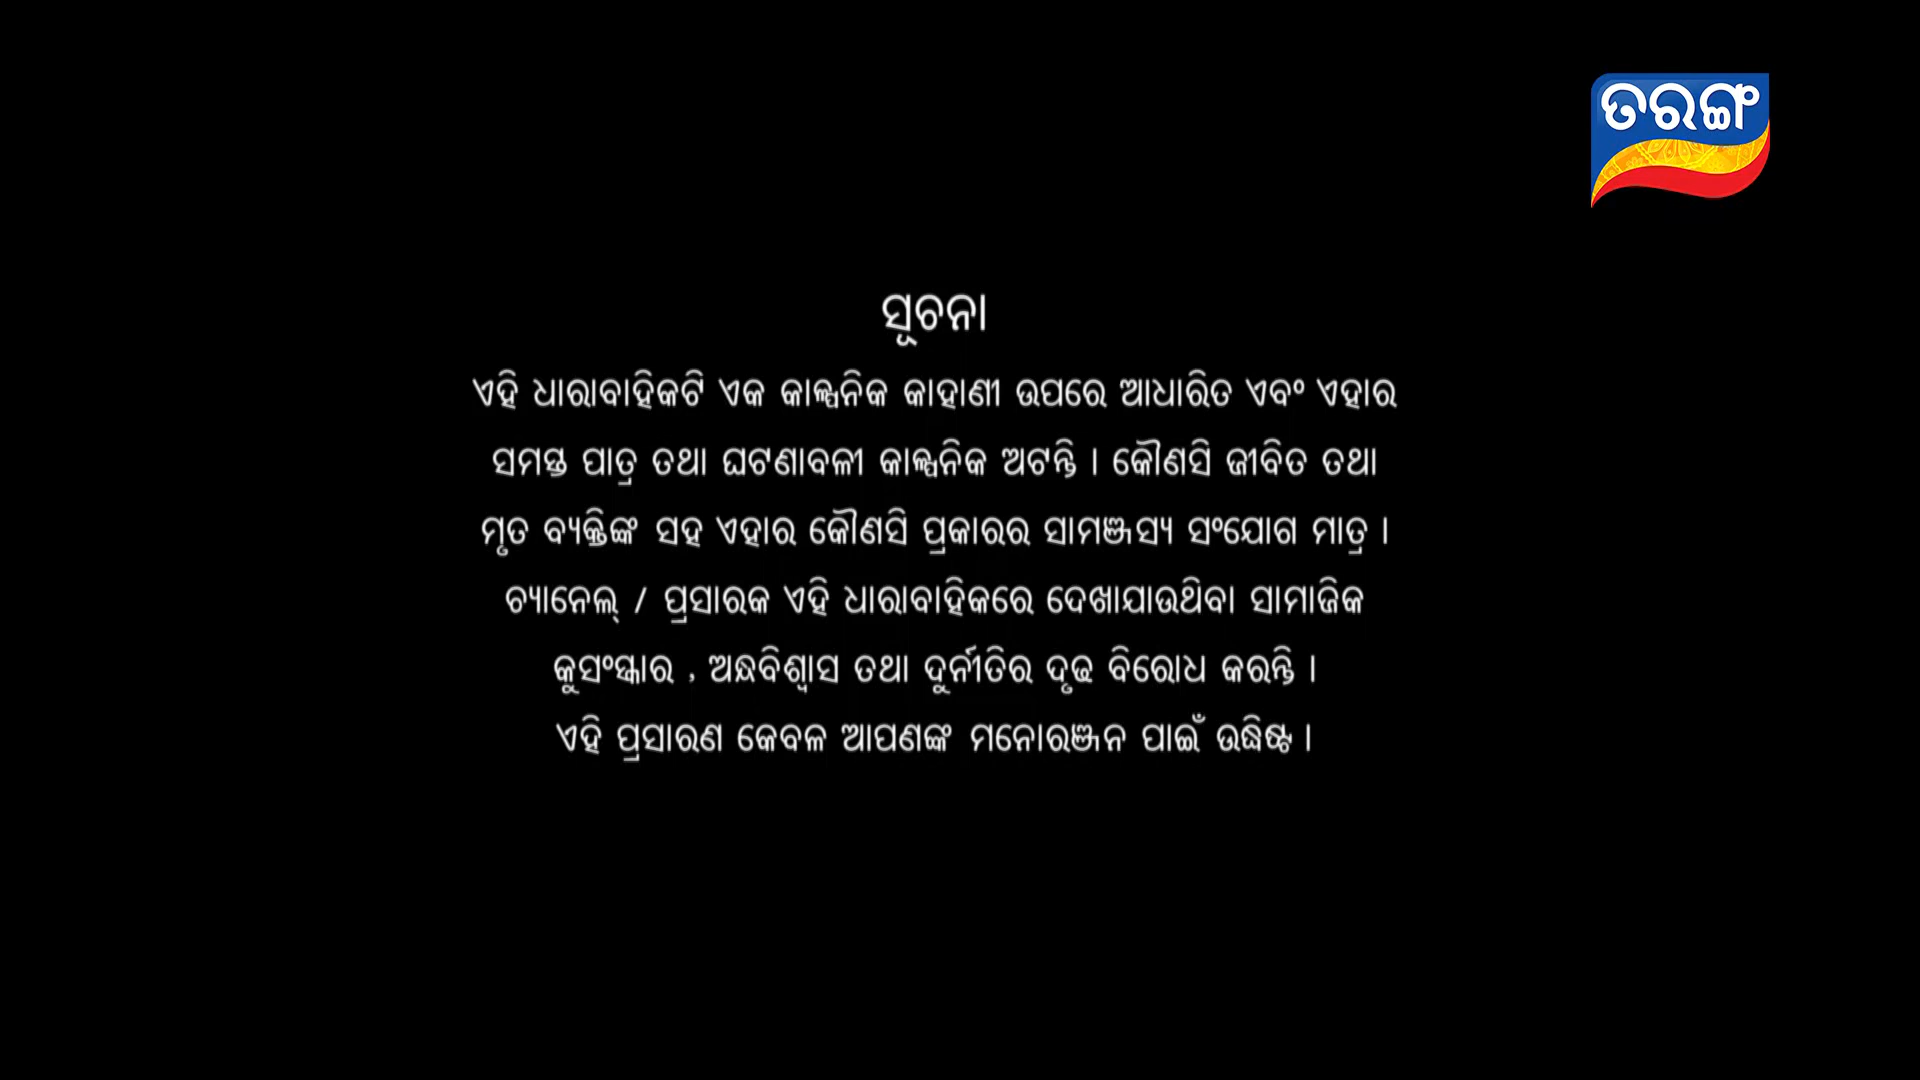 ତରଙ୍ଗ
ସୂଚନା
ଏହି ଧାରାବାହିକଟି ଏକ କାଳ୍ପନିକ କାହାଣୀ ଉପରେ ଆଧାରିତ ଏବଂ ଏହାର
ସମସ୍ତ ପାତ୍ର ତଥା ଘଟଣାବଳୀ କାଳ୍ପନିକ ଅଟନ୍ତି । କୌଣସି ଜୀବିତ ତଥା
ମୃତ ବ୍ୟକ୍ତିଙ୍କ ସହ ଏହାର କୌଣସି ପ୍ରକାରର ସାମଞ୍ଜସ୍ୟ ସଂଯୋଗ ମାତ୍ର ।
ଚ୍ୟାନେଲ୍ / ପ୍ରସାରକ ଏହି ଧାରାବାହିକରେ ଦେଖାଯାଉଥିବା ସାମାଜିକ
କୁସଂସ୍କାର , ଅନ୍ଧବିଶ୍ୱାସ ତଥା ଦୁର୍ନୀତିର ଦୃଢ ବିରୋଧ କରନ୍ତି ।
ଏହି ପ୍ରସାରଣ କେବଳ ଆପଣଙ୍କ ମନୋରଞ୍ଜନ ପାଇଁ ଉଦ୍ଧିଷ୍ଟ ।